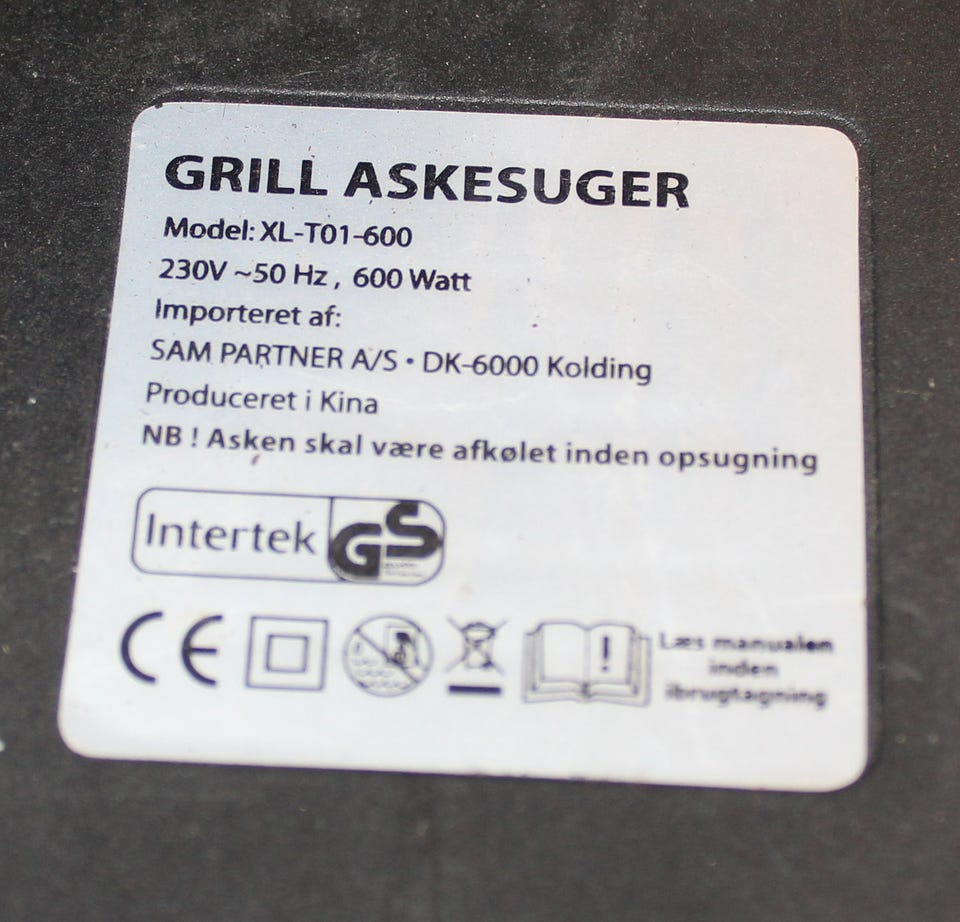 GRILL ASKESUGER
Model: XL-T01-600
230V ~50 Hz , 600 Watt
Importeret af:
SAM PARTNER A/S • DK-6000 Kolding
Produceret i Kina
NB ! Asken skal være afkølet inden opsugning
Intertek GS
CE
Læs manualen
inden
ibrugtagning